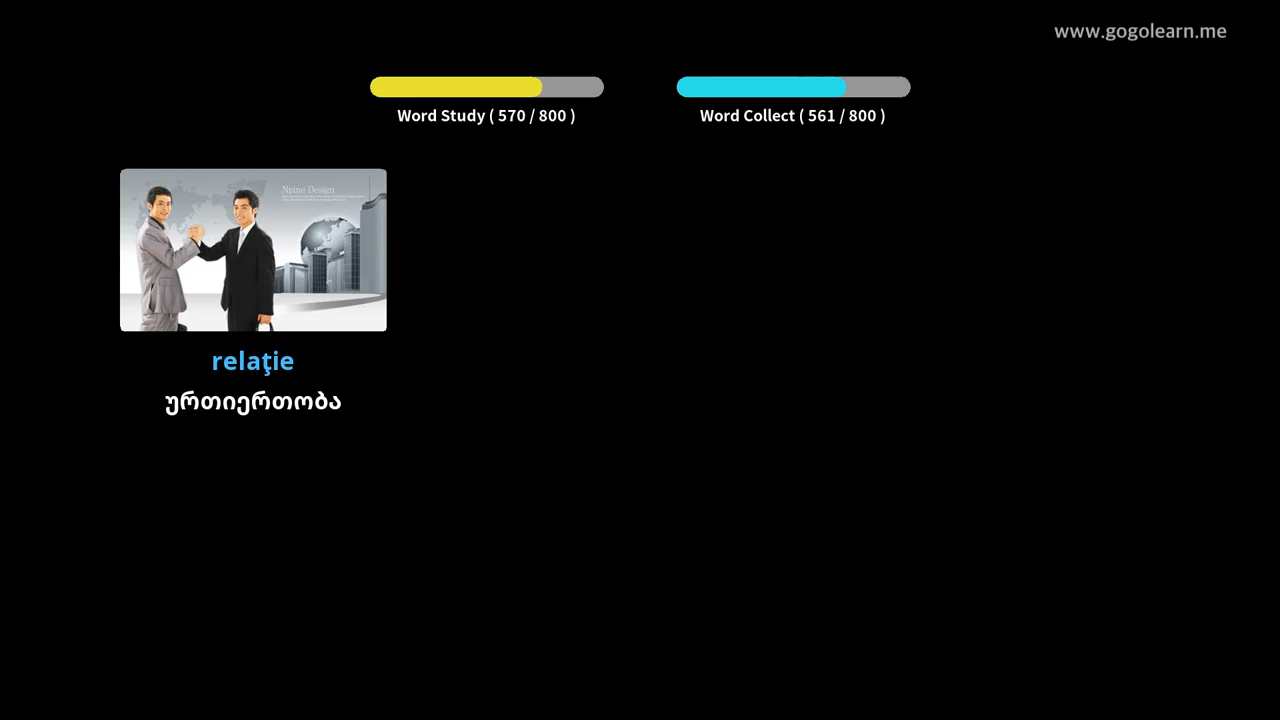 www.gogolearn.me
Word Study ( 570 / 800 )
Word Collect ( 561 / 800 )
Npine Design
relaţie
ურთიერთობა